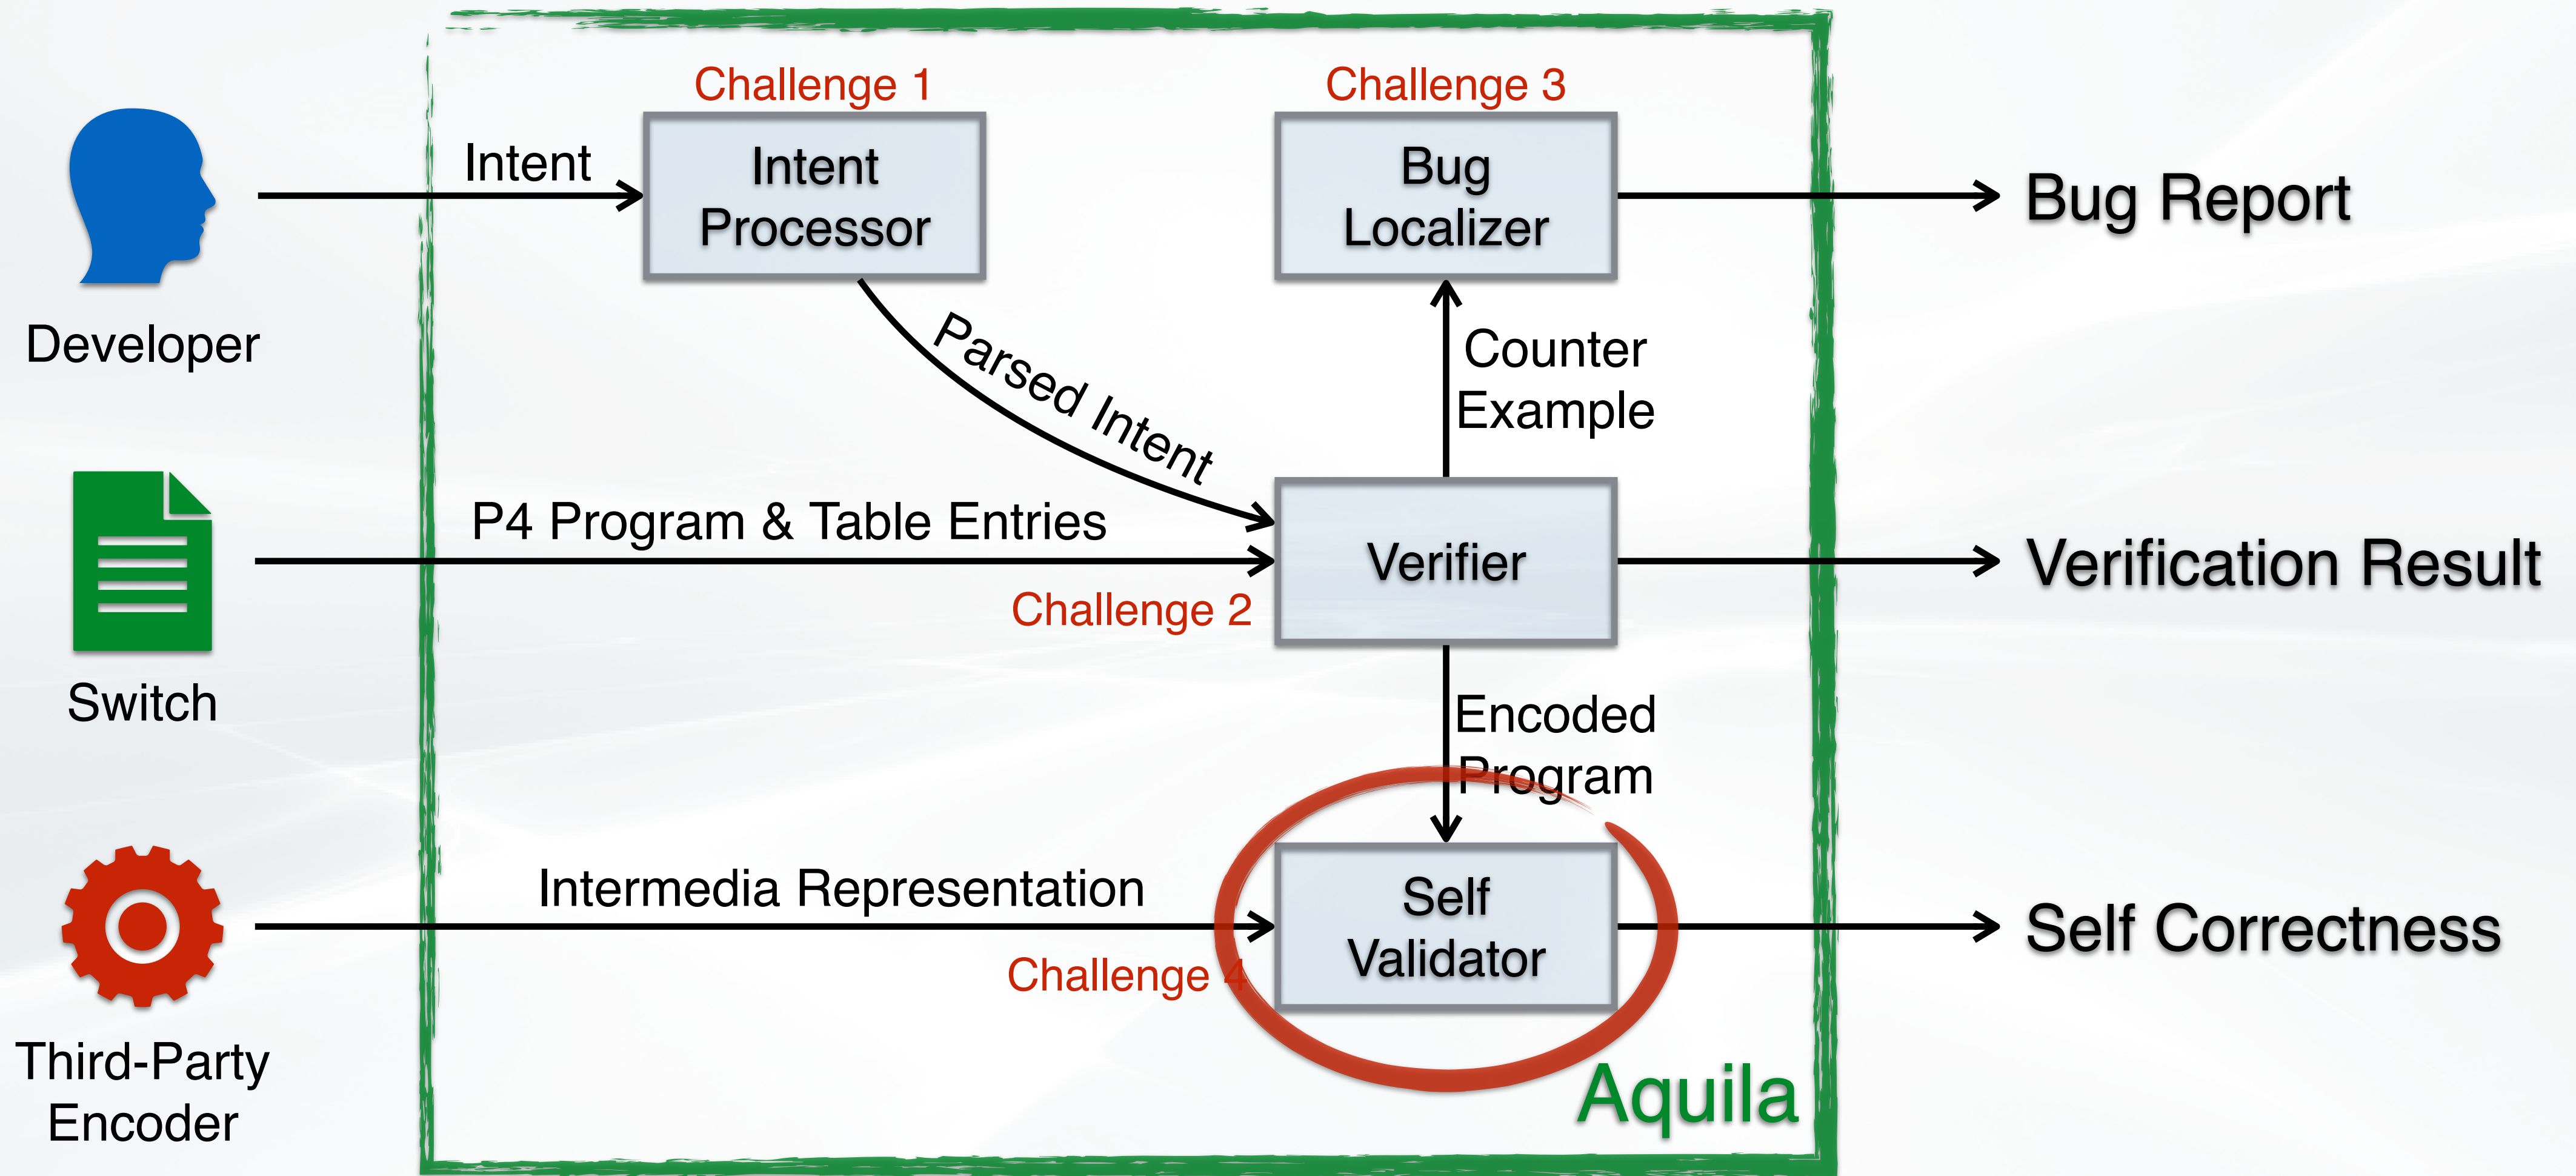 Challenge 1
Challenge 3
Intent
Intent
Processor
Bug
Localizer
Bug Report
Developer
Parsed Intent
Counter
Example
P4 Program & Table Entries
Challenge 2
Verifier
Verification Result
Switch
Encoded
Program
Intermedia Representation
Challenge 4
Self
Validator
Self Correctness
Third-Party
Encoder
Aquila